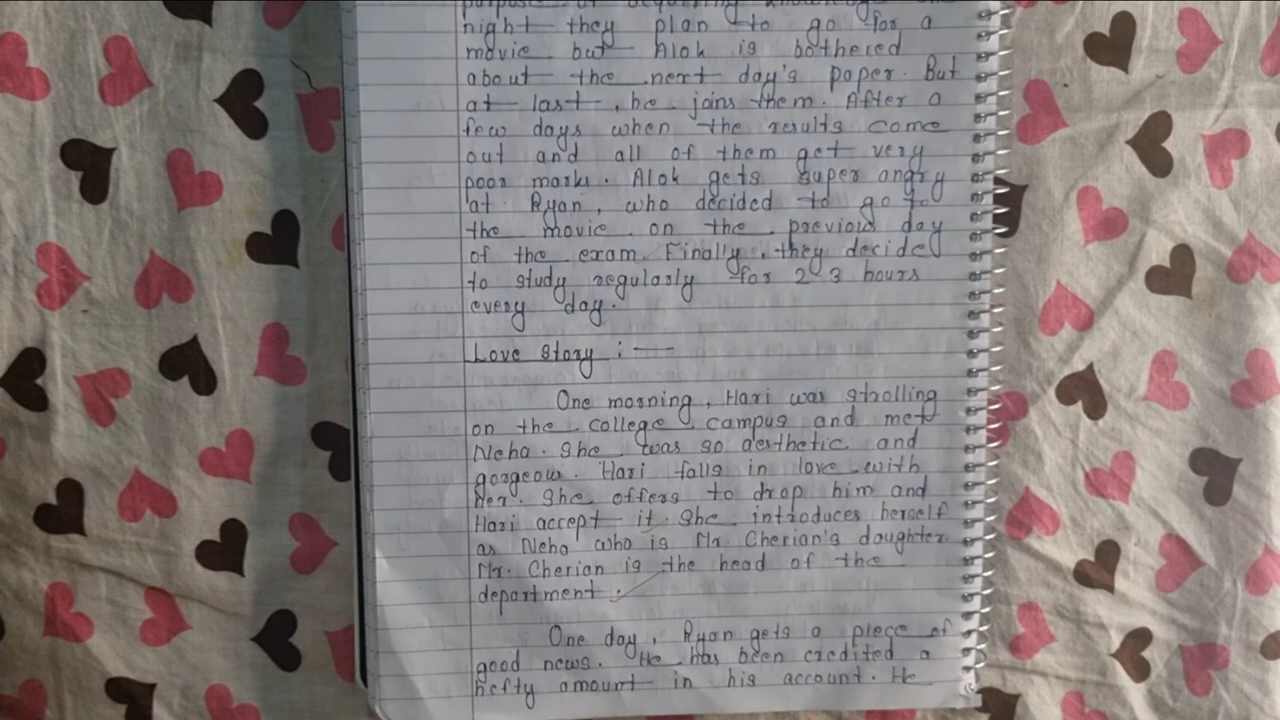 purpose of acquiring knowledge. One
night they plan to go for a
movie but Alok is bothered
about the next day's paper. But
at last, he joins them. After a
few days when the results come
out and all of them get very
poor marks. Alok gets super angry
at Ryan, who decided to go to
the movie on the previous day
of the exam. Finally, they decide
to study regularly for 2 3 hours
every day.
Love story :—
One morning, Hari was strolling
on the college campus and met
Neha. She was so aesthetic and
gorgeous. Hari falls in love with
her. She offers to drop him and
Hari accept it. She introduces herself
as Neha who is Mr. Cherian's daughter.
Mr. Cherian is the head of the
department.
One day, Ryan gets a piece of
good news. He has been credited a
hefty amount in his account. He